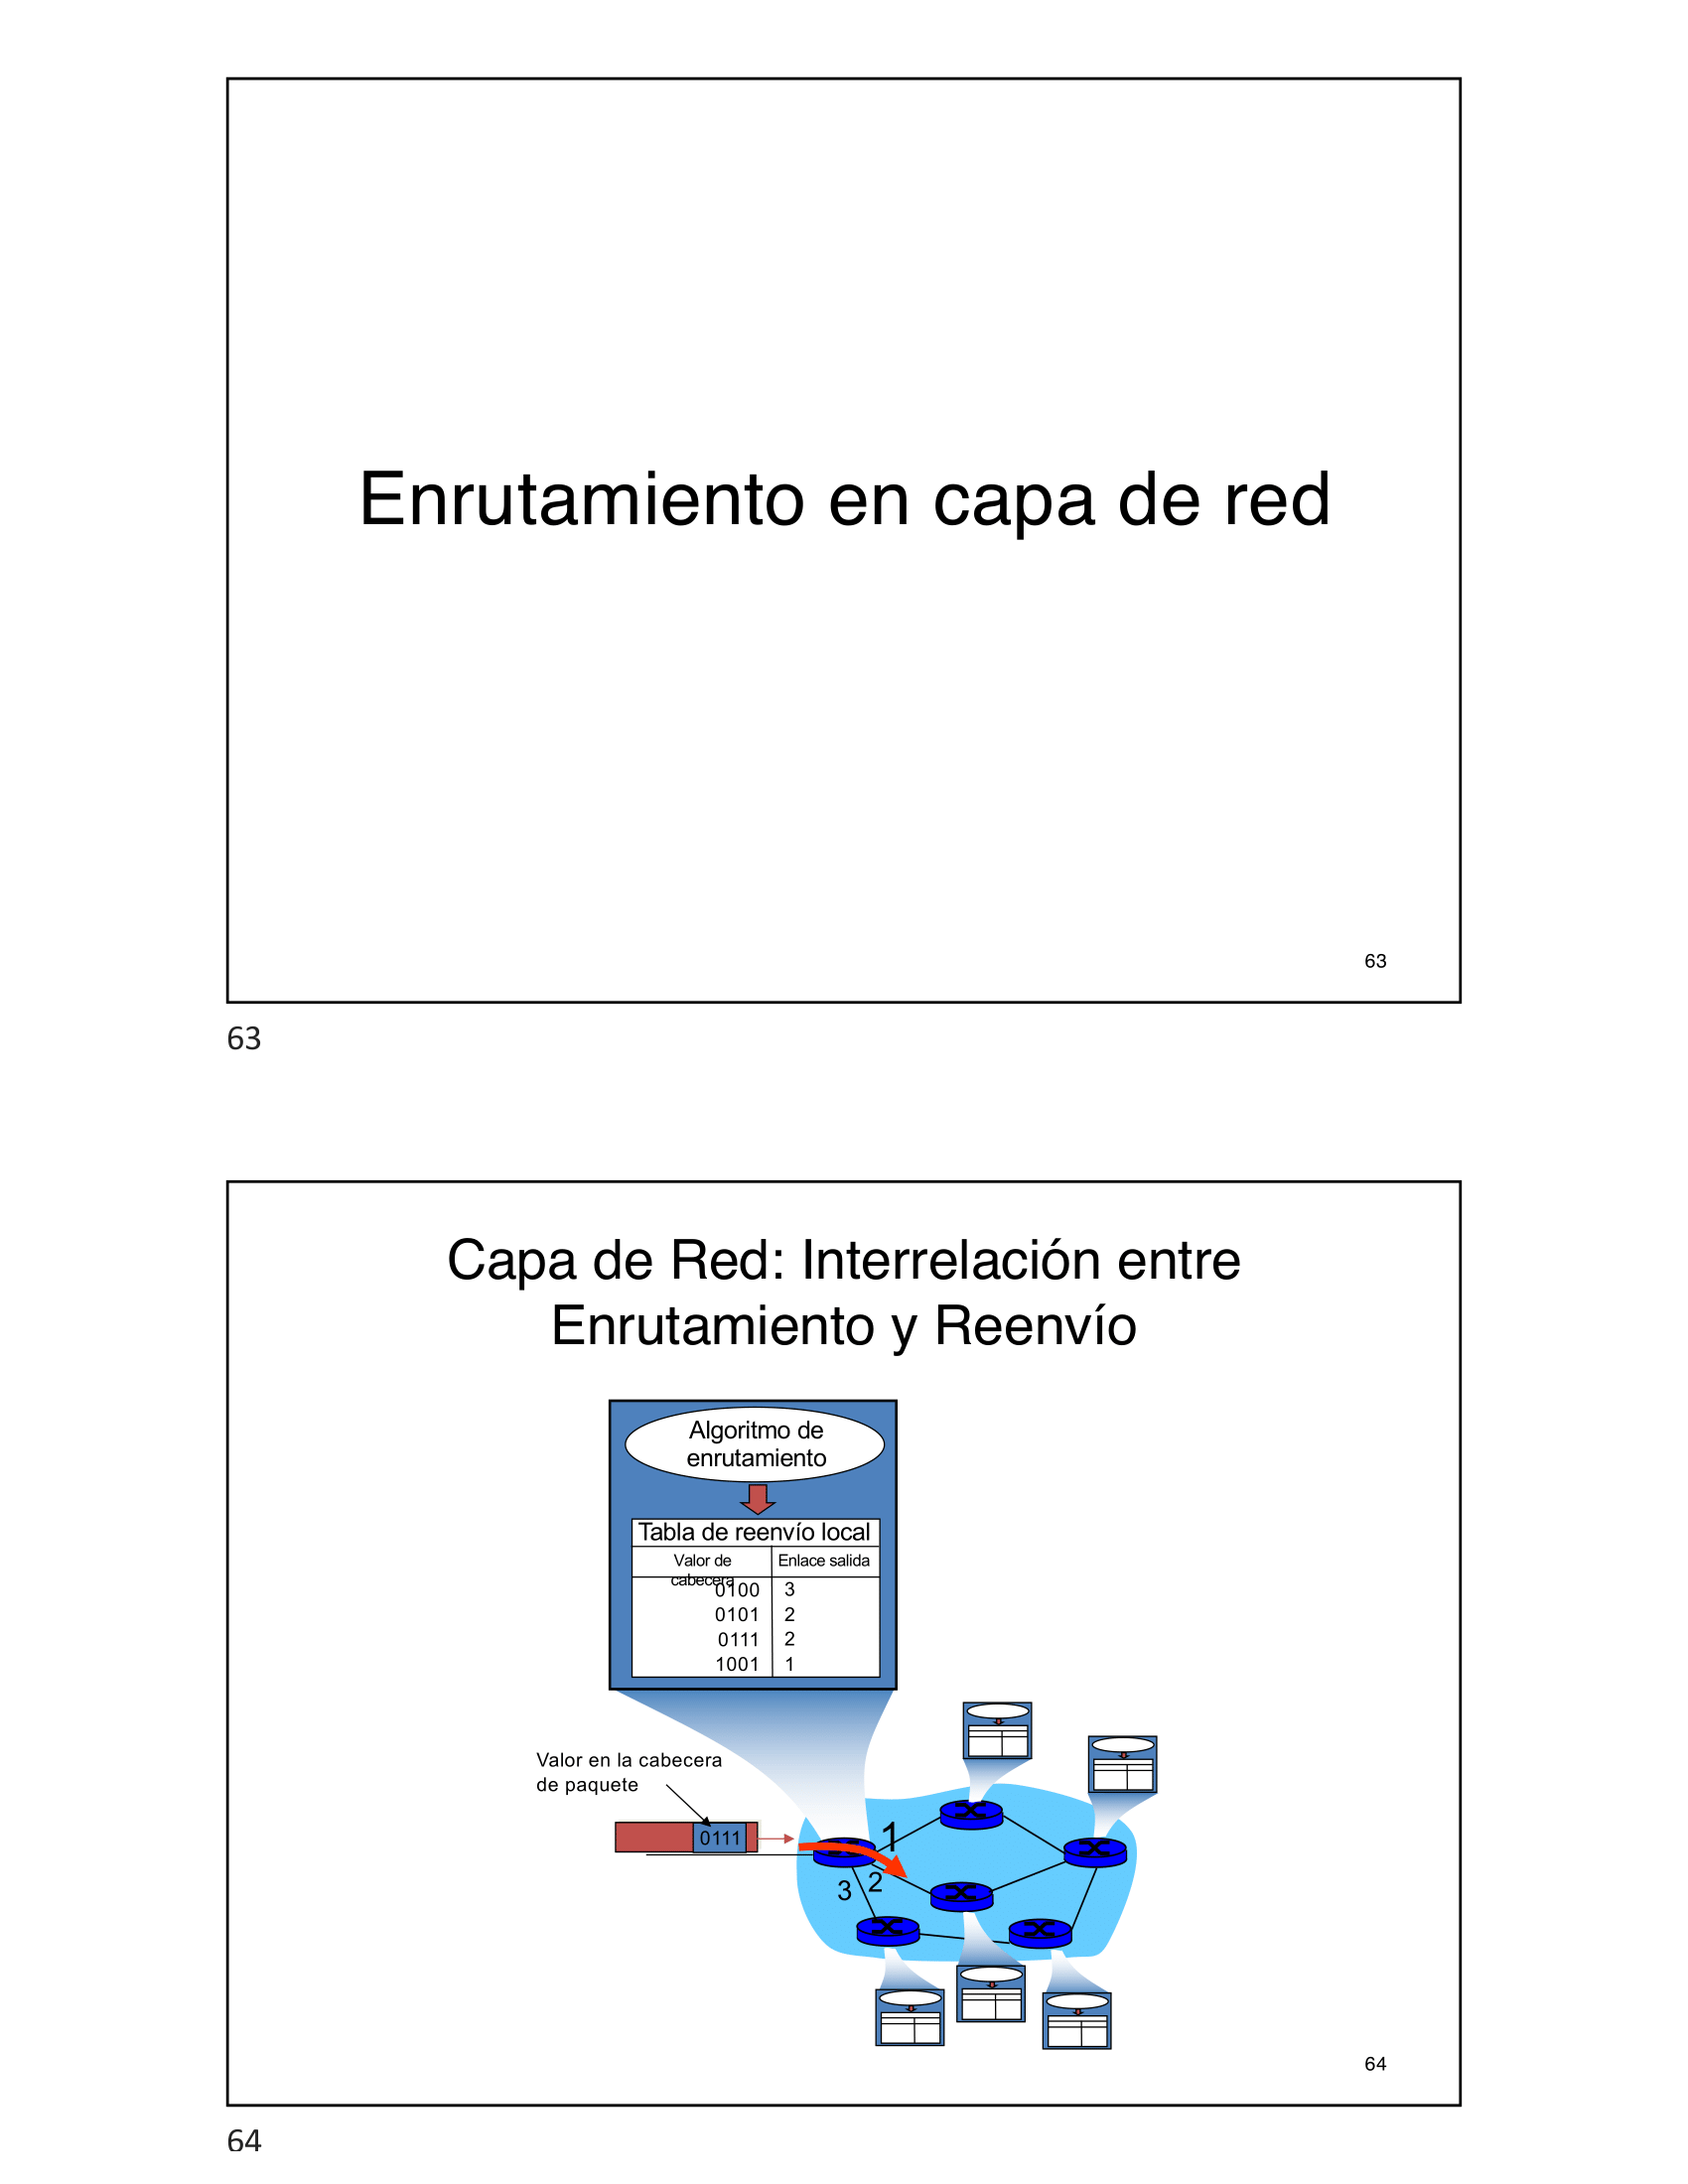 Enrutamiento en capa de red
63
63
Capa de Red: Interrelación entre
Enrutamiento y Reenvío
Algoritmo de
enrutamiento
Tabla de reenvío local
Valor de
cabecera
Enlace salida
0100 3
0101 2
0111 2
1001 1
Valor en la cabecera
de paquete
0111
1
2
3
64
64